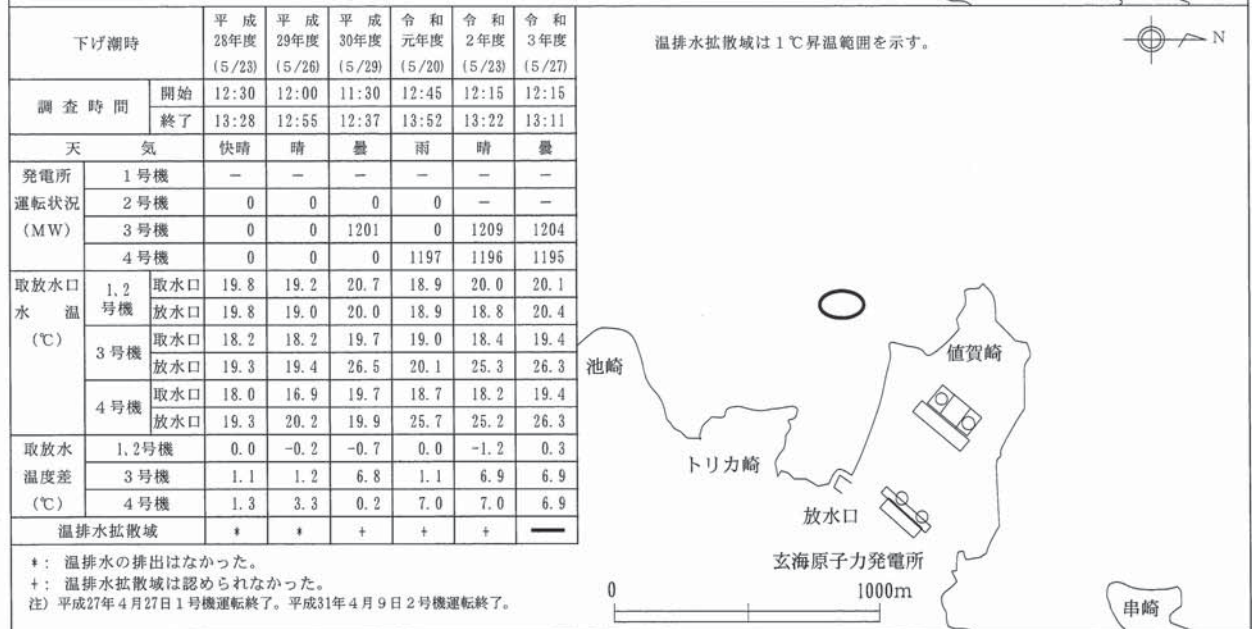 下げ潮時 平成28年度(5/23) 平成29年度(5/26) 平成30年度(5/29) 令和元年度(5/20) 令和2年度(5/23) 令和3年度(5/27)
調査時間 開始 12:30 12:00 11:30 12:45 12:15 12:15
終了 13:28 12:55 12:37 13:52 13:22 13:11
天気 快晴 晴 曇 雨 晴 曇
発電所運転状況(MW) 1号機 － － － － － －
2号機 0 0 0 0 － －
3号機 0 0 1201 0 1209 1204
4号機 0 0 0 1197 1196 1195
取放水口水温(℃) 1,2号機 取水口 19.8 19.2 20.7 18.9 20.0 20.1
放水口 19.8 19.0 20.0 18.9 18.8 20.4
3号機 取水口 18.2 18.2 19.7 19.0 18.4 19.4
放水口 19.3 19.4 26.5 20.1 25.3 26.3
4号機 取水口 18.0 16.9 19.7 18.7 18.2 19.4
放水口 19.3 20.2 19.9 25.7 25.2 26.3
取放水温度差(℃) 1,2号機 0.0 -0.2 -0.7 0.0 -1.2 0.3
3号機 1.1 1.2 6.8 1.1 6.9 6.9
4号機 1.3 3.3 0.2 7.0 7.0 6.9
温排水拡散域 * * + + +
*： 温排水の排出はなかった。
+： 温排水拡散域は認められなかった。
注）平成27年4月27日1号機運転終了。平成31年4月9日2号機運転終了。
温排水拡散域は1℃昇温範囲を示す。
N
池崎
値賀崎
トリカ崎
放水口
玄海原子力発電所
0 1000m
串崎